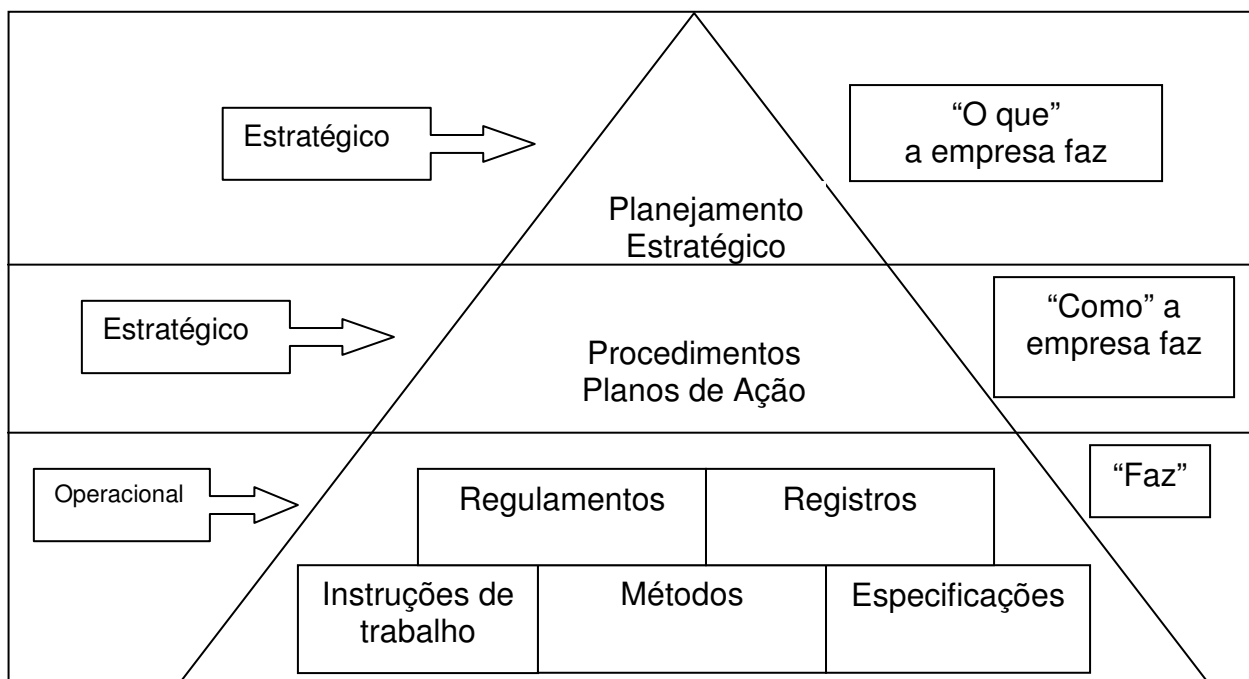 Estratégico
“O que”
a empresa faz
Planejamento
Estratégico
Estratégico
“Como” a
empresa faz
Procedimentos
Planos de Ação
Operacional
“Faz”
Regulamentos
Registros
Instruções de
trabalho
Métodos
Especificações